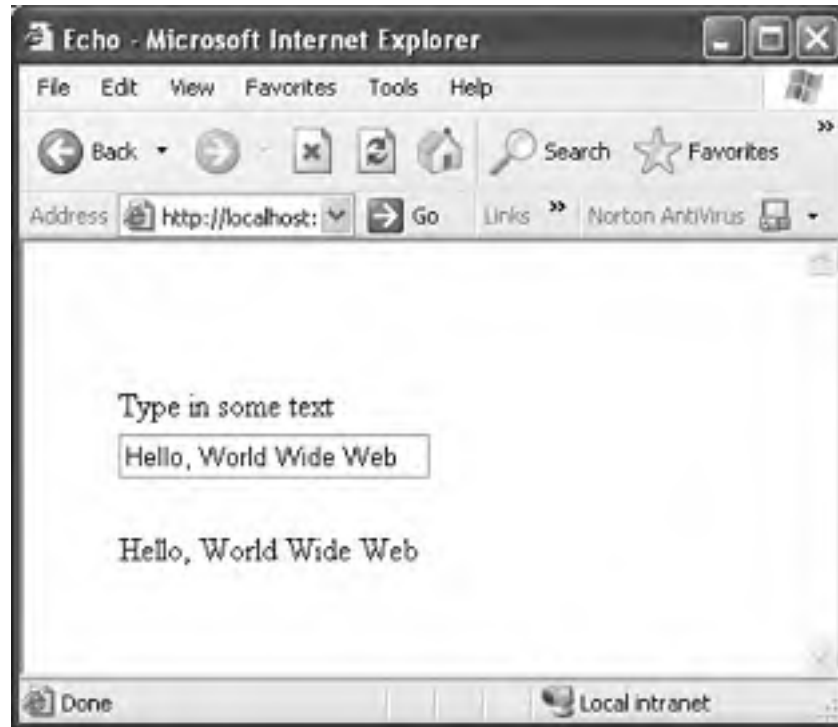 Echo - Microsoft Internet Explorer
File Edit View Favorites Tools Help
Back Search Favorites »
Address http://localhost: Go Links » Norton AntiVirus
Type in some text
Hello, World Wide Web
Hello, World Wide Web
Done Local intranet